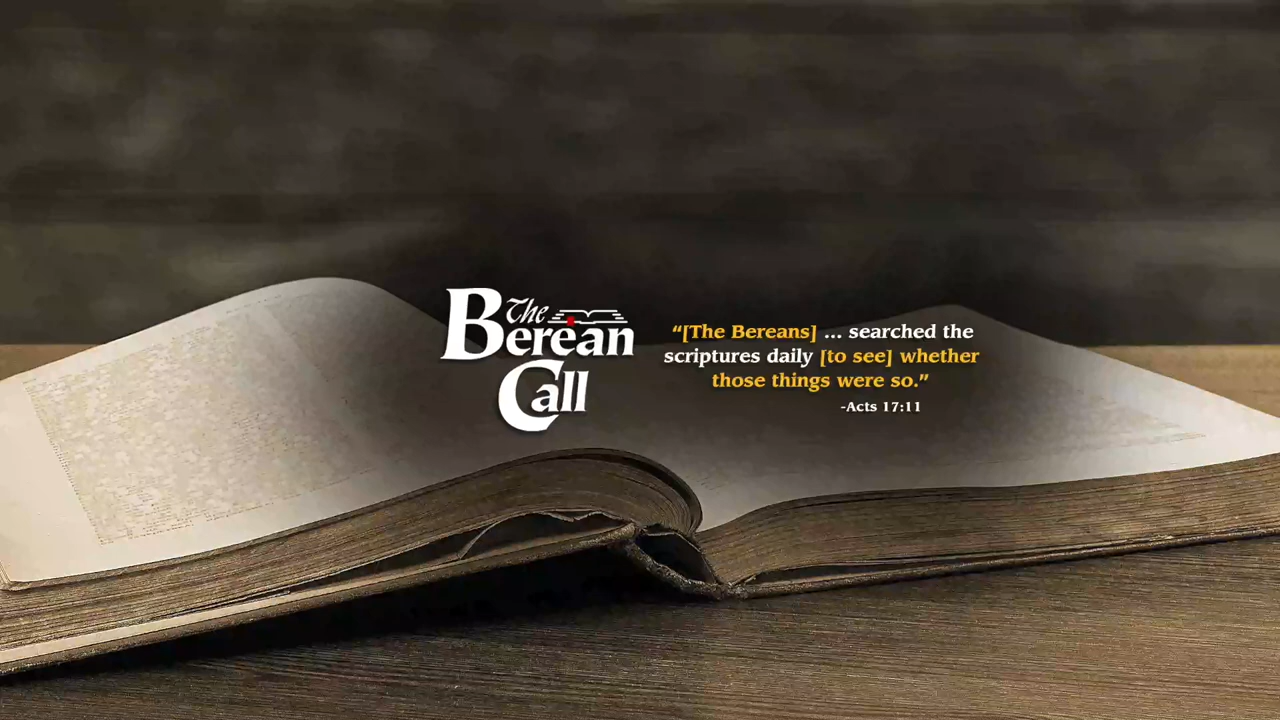 The
Berean
Call
“[The Bereans] ... searched the
scriptures daily [to see] whether
those things were so.”
-Acts 17:11